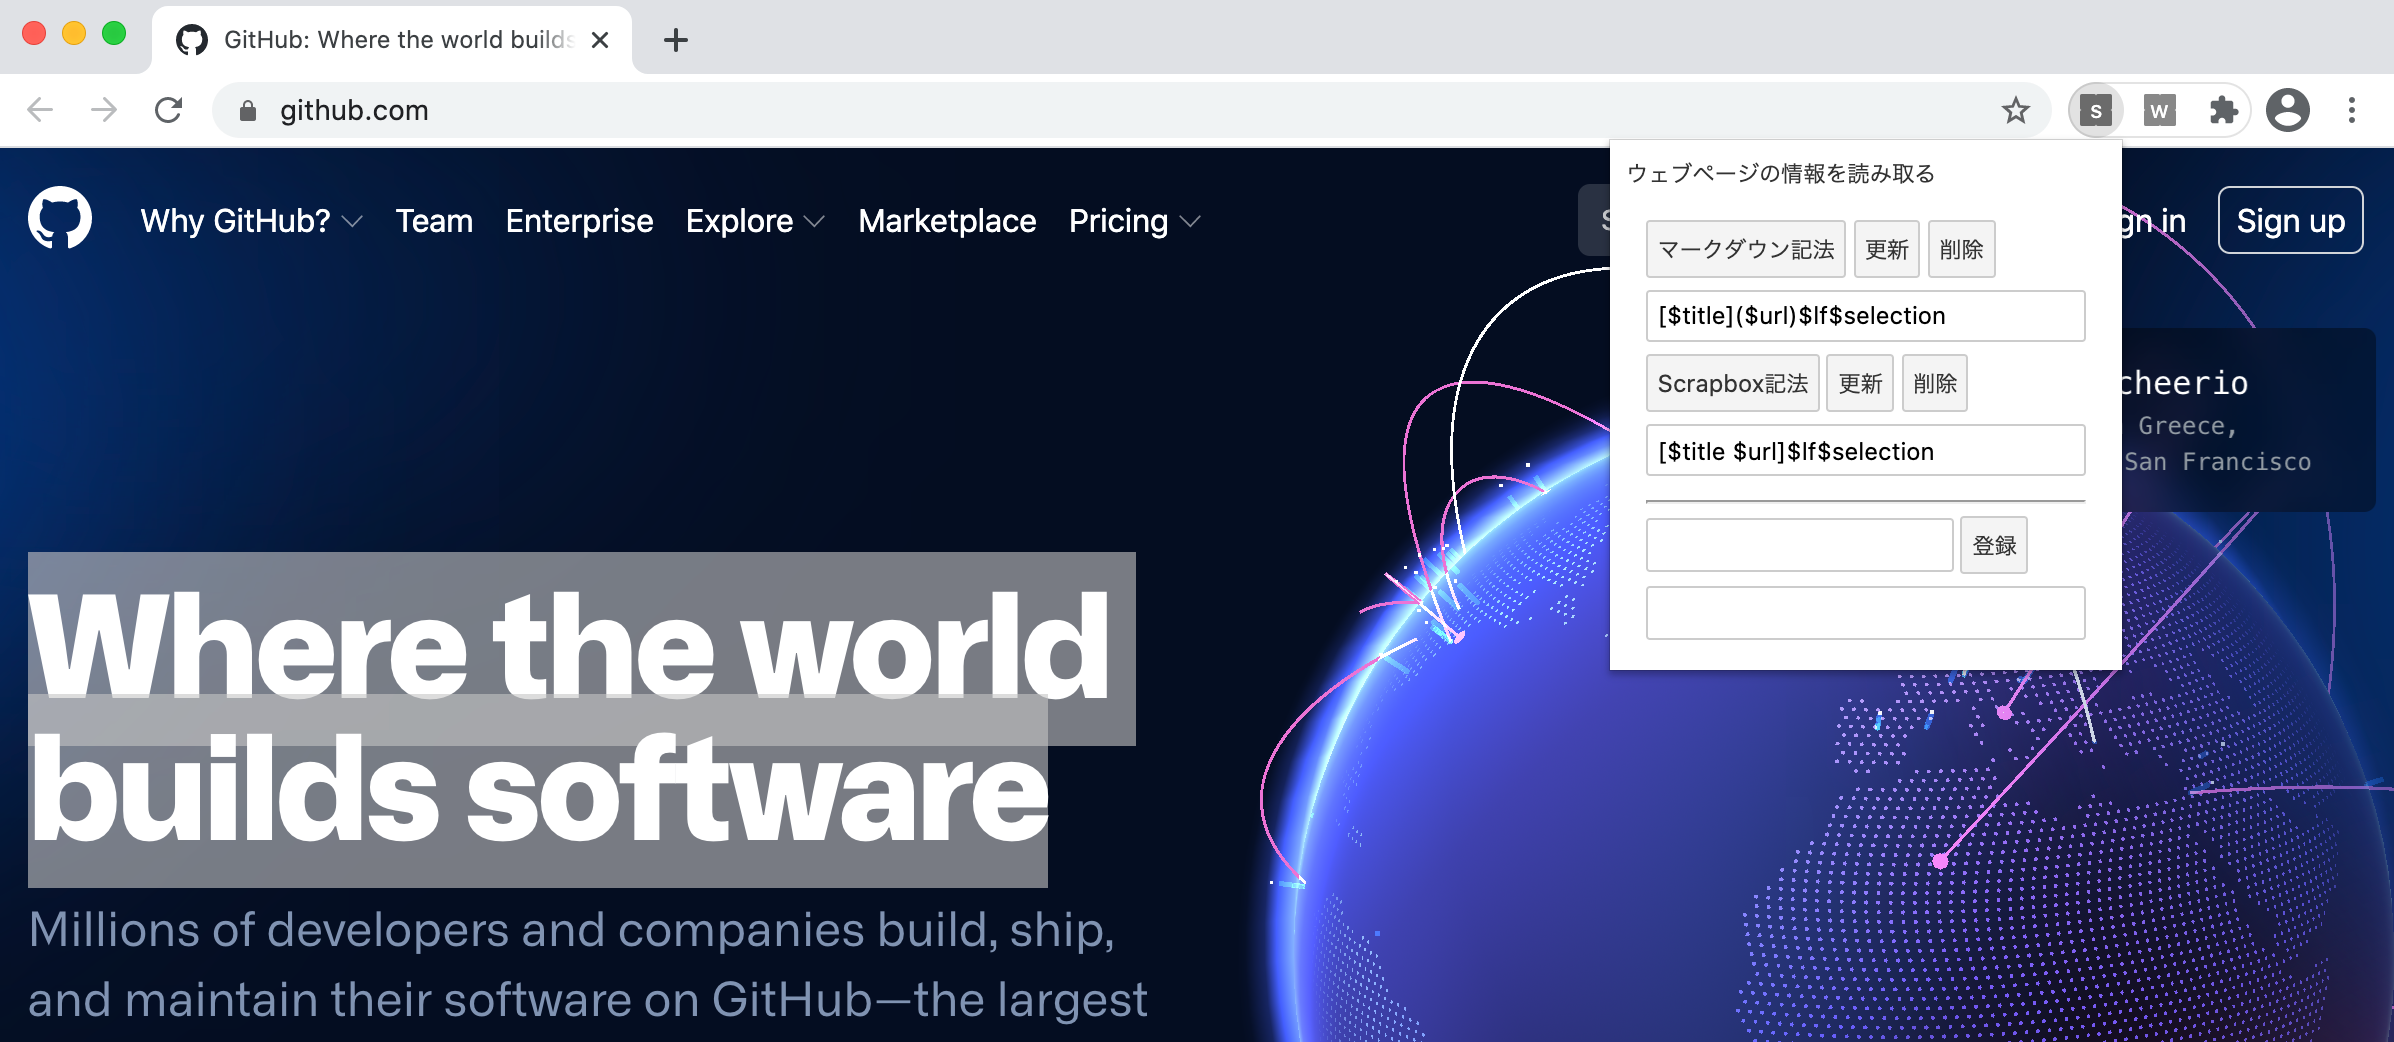 GitHub: Where the world builds
github.com
S
W
ウェブページの情報を読み取る
Why GitHub?
Team
Enterprise
Explore
Marketplace
Pricing
S
gn in
Sign up
マークダウン記法
更新
削除
[$title]($url)$lf$selection
Scrapbox記法
更新
削除
[$title $url]$lf$selection
登録
cheerio
Greece,
San Francisco
Where the world
builds software
Millions of developers and companies build, ship,
and maintain their software on GitHub—the largest